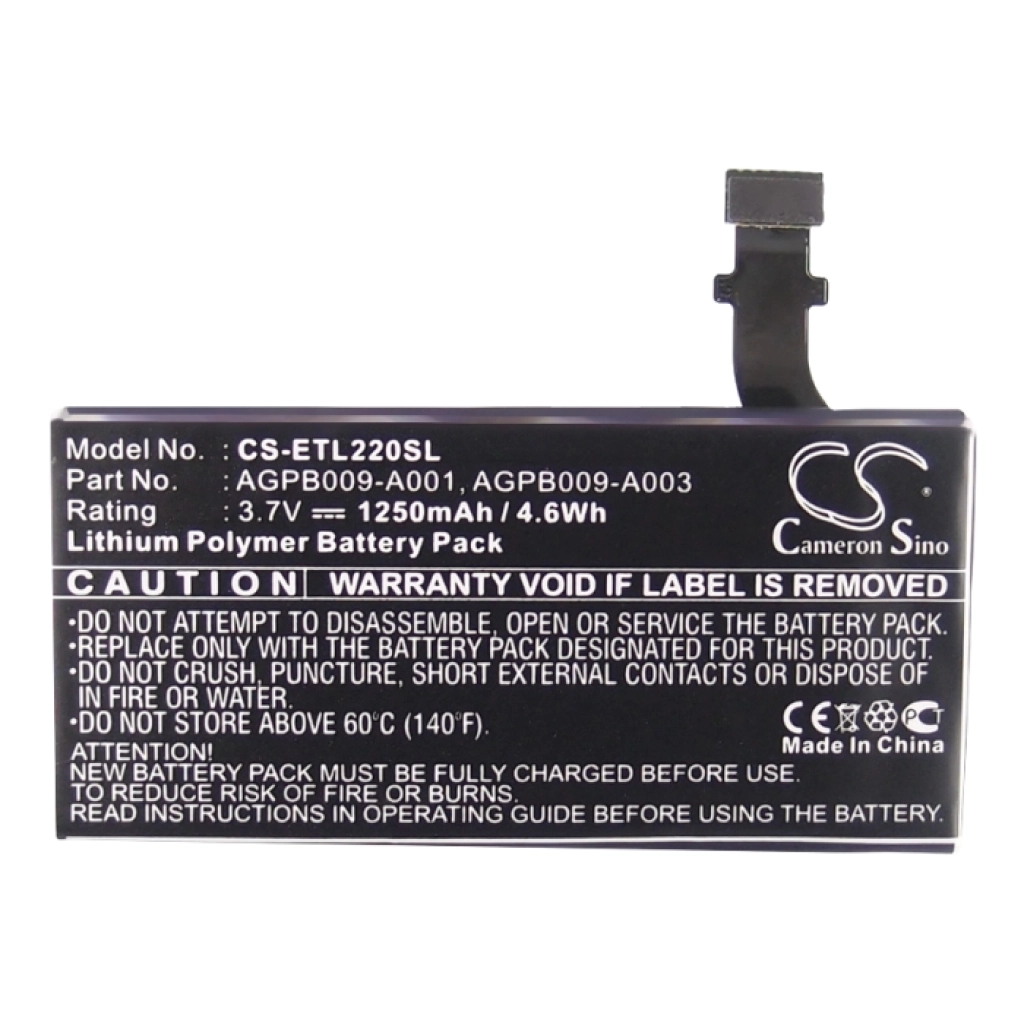 Model No. : CS-ETL220SL
Part No. : AGPB009-A001, AGPB009-A003
Rating : 3.7V 1250mAh / 4.6Wh
Lithium Polymer Battery Pack
CS ®
Cameron Sino
CAUTION WARRANTY VOID IF LABEL IS REMOVED
•DO NOT ATTEMPT TO DISASSEMBLE, OPEN OR SERVICE THE BATTERY PACK.
•REPLACE ONLY WITH THE BATTERY PACK DESIGNATED FOR THIS PRODUCT.
•DO NOT CRUSH, PUNCTURE, SHORT EXTERNAL CONTACTS OR DISPOSE OF
IN FIRE OR WATER.
•DO NOT STORE ABOVE 60°C (140°F).
CE PCT
Made In China
ATTENTION!
NEW BATTERY PACK MUST BE FULLY CHARGED BEFORE USE.
TO REDUCE RISK OF FIRE OR BURNS.
READ INSTRUCTIONS IN OPERATING GUIDE BEFORE USING THE BATTERY.